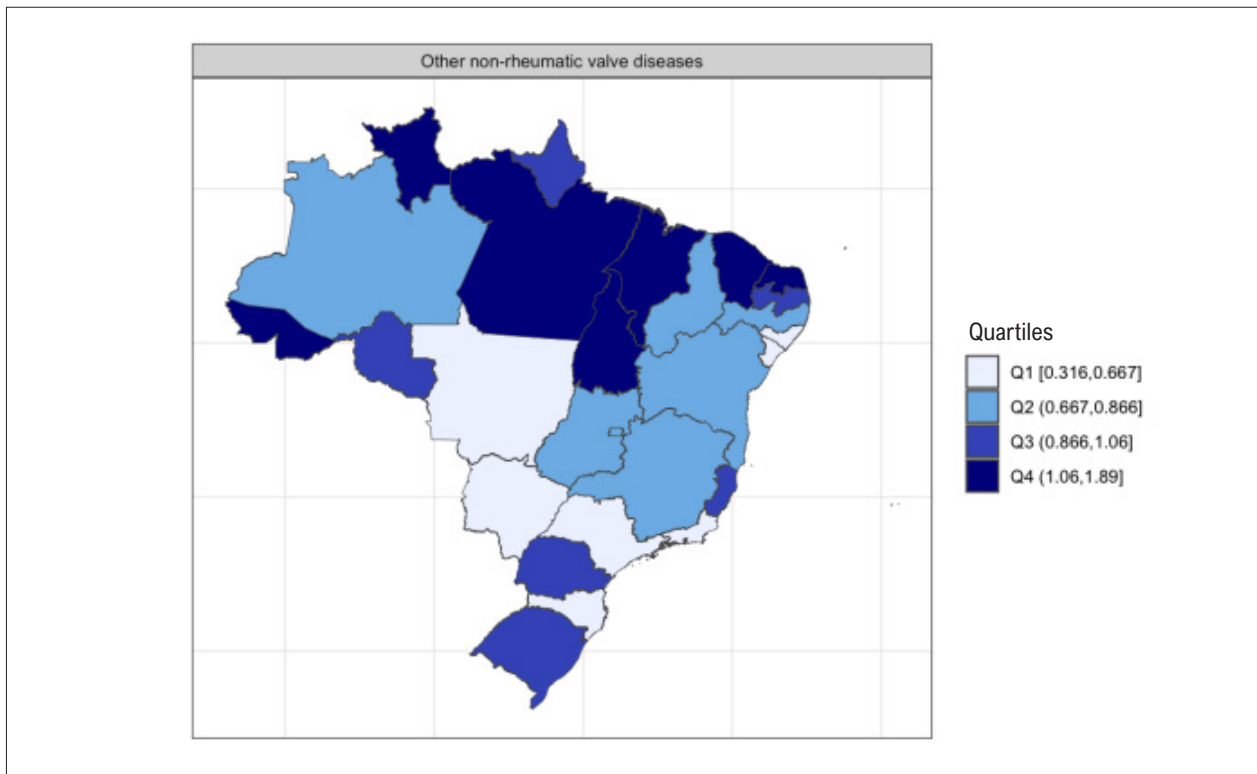 Other non-rheumatic valve diseases
Quartiles
Q1 [0.316,0.667]
Q2 (0.667,0.866]
Q3 (0.866,1.06]
Q4 (1.06,1.89]